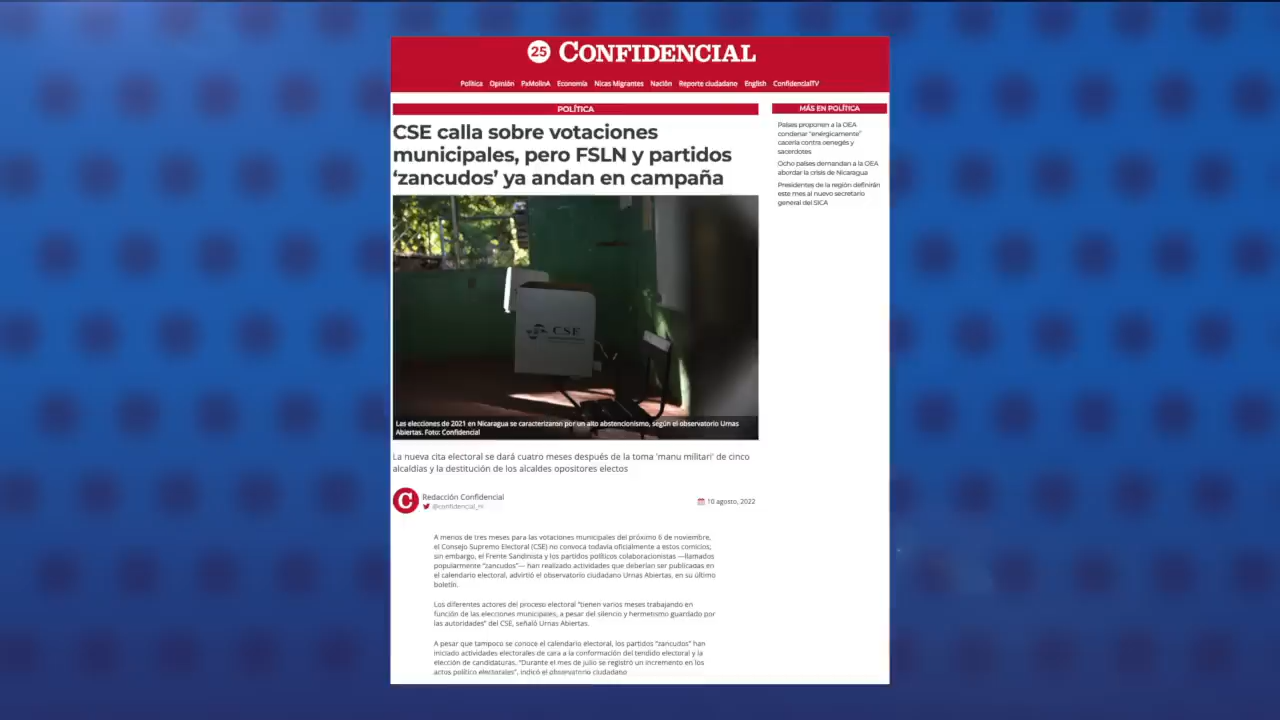 25 CONFIDENCIAL
Política Opinión PxMolinA Economía Nicas Migrantes Nación Reporte ciudadano English ConfidencialTV
POLÍTICA
CSE calla sobre votaciones
municipales, pero FSLN y partidos
‘zancudos’ ya andan en campaña
CSE
Las elecciones de 2021 en Nicaragua se caracterizaron por un alto abstencionismo, según el observatorio Urnas
Abiertas. Foto: Confidencial
La nueva cita electoral se dará cuatro meses después de la toma 'manu militari' de cinco
alcaldías y la destitución de los alcaldes opositores electos
C
Redacción Confidencial
@confidencial_ni
10 agosto, 2022
A menos de tres meses para las votaciones municipales del próximo 6 de noviembre,
el Consejo Supremo Electoral (CSE) no convoca todavía oficialmente a estos comicios;
sin embargo, el Frente Sandinista y los partidos políticos colaboracionistas —llamados
popularmente “zancudos”— han realizado actividades que deberían ser publicadas en
el calendario electoral, advirtió el observatorio ciudadano Urnas Abiertas, en su último
boletín.
Los diferentes actores del proceso electoral “tienen varios meses trabajando en
función de las elecciones municipales, a pesar del silencio y hermetismo guardado por
las autoridades” del CSE, señaló Urnas Abiertas.
A pesar que tampoco se conoce el calendario electoral, los partidos “zancudos” han
iniciado actividades electorales de cara a la conformación del tendido electoral y la
elección de candidaturas. “Durante el mes de julio se registró un incremento en los
actos político electorales”, indicó el observatorio ciudadano
MÁS EN POLÍTICA
Países proponen a la OEA
condenar “enérgicamente”
cacería contra oenegés y
sacerdotes
Ocho países demandan a la OEA
abordar la crisis de Nicaragua
Presidentes de la región definirán
este mes al nuevo secretario
general del SICA